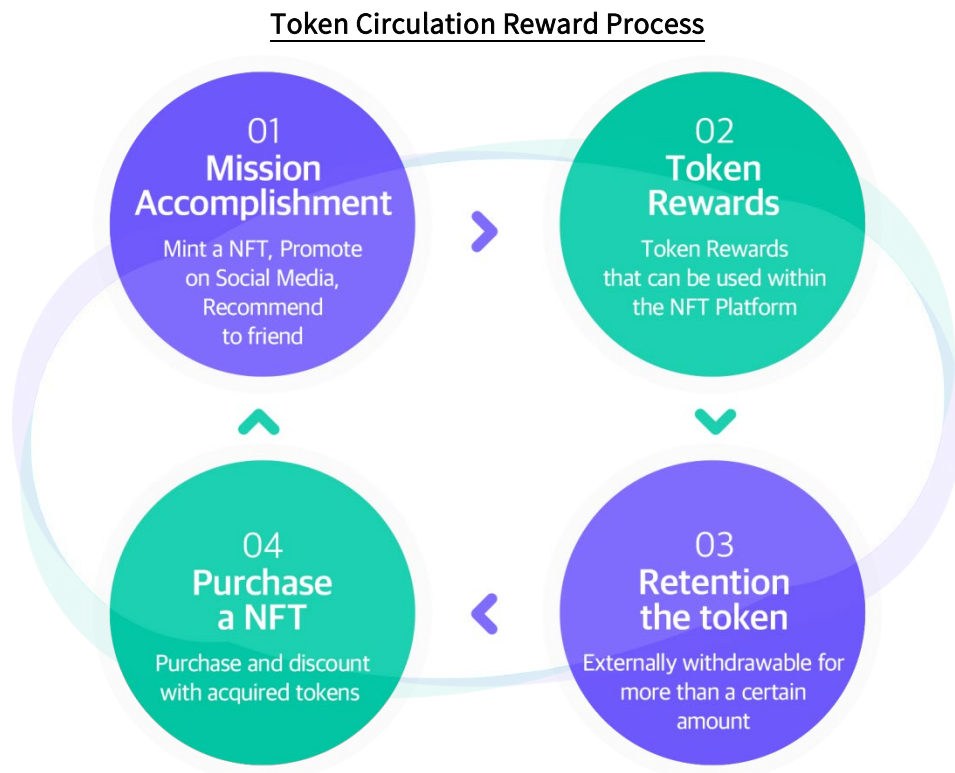 Token Circulation Reward Process
01
Mission
Accomplishment
Mint a NFT, Promote
on Social Media,
Recommend
to friend
02
Token
Rewards
Token Rewards
that can be used within
the NFT Platform
03
Retention
the token
Externally withdrawable for
more than a certain
amount
04
Purchase
a NFT
Purchase and discount
with acquired tokens